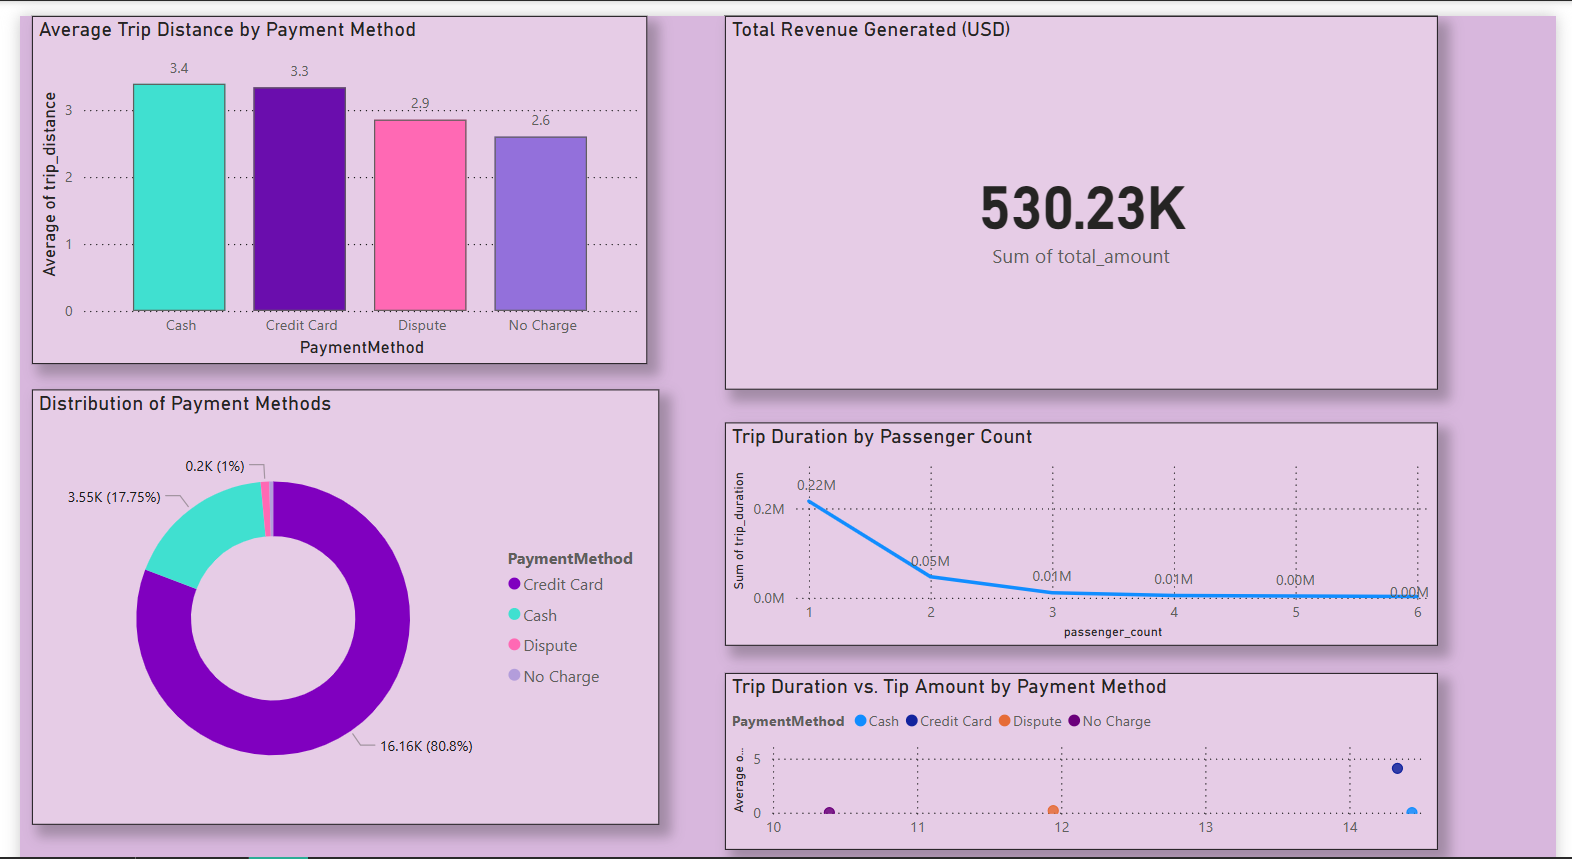 Average Trip Distance by Payment Method
3.4
3.3
2.9
2.6
3
2
1
0
Average of trip_distance
Cash
Credit Card
Dispute
No Charge
PaymentMethod
Total Revenue Generated (USD)
530.23K
Sum of total_amount
Distribution of Payment Methods
0.2K (1%)
3.55K (17.75%)
16.16K (80.8%)
PaymentMethod
Credit Card
Cash
Dispute
No Charge
Trip Duration by Passenger Count
Sum of trip_duration
0.2M
0.0M
0.22M
0.05M
0.01M
0.01M
0.00M
0.00M
1
2
3
4
5
6
passenger_count
Trip Duration vs. Tip Amount by Payment Method
PaymentMethod Cash Credit Card Dispute No Charge
Average o...
5
0
10
11
12
13
14